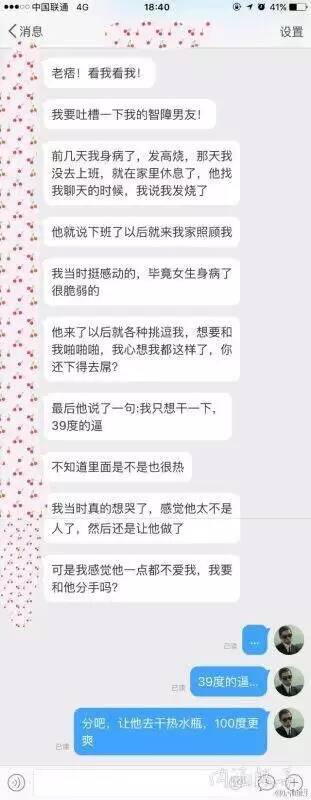 中国联通 4G
18:40
41%
消息
设置
老痞！看我看我！
我要吐槽一下我的智障男友！
前几天我身病了，发高烧，那天我
没去上班，就在家里休息了，他找
我聊天的时候，我说我发烧了
他就说下班了以后就来我家照顾我
我当时挺感动的，毕竟女生身病了
很脆弱的
他来了以后就各种挑逗我，想要和
我啪啪啪，我心想我都这样了，你
还下得去屌？
最后他说了一句:我只想干一下，
39度的逼
不知道里面是不是也很热
我当时真的想哭了，感觉他太不是
人了，然后还是让他做了
可是我感觉他一点都不爱我，我要
和他分手吗？
已读
...
已读
39度的逼...
已读
分吧，让他去干热水瓶，100度更
爽